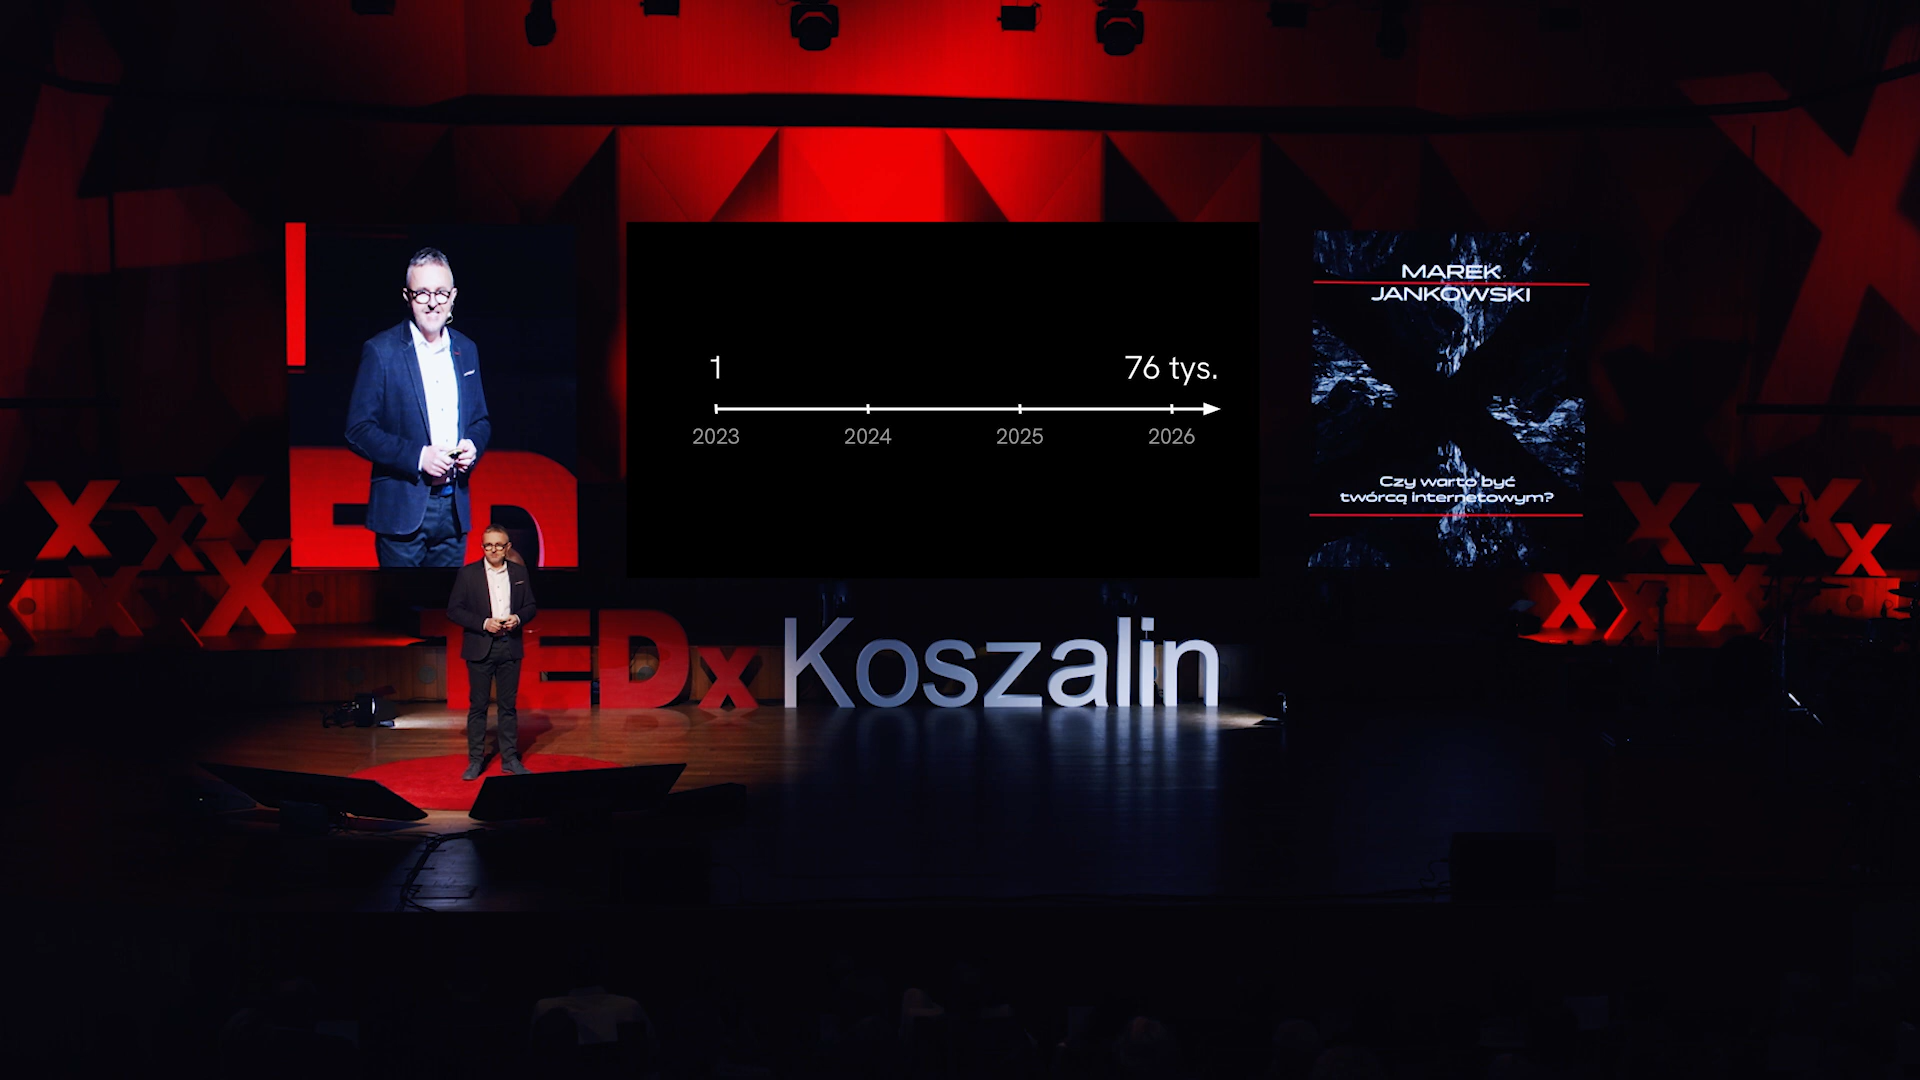 MAREK
JANKOWSKI
1
76 tys.
2023
2024
2025
2026
Czy warto być
twórcą internetowym?
TEDx Koszalin